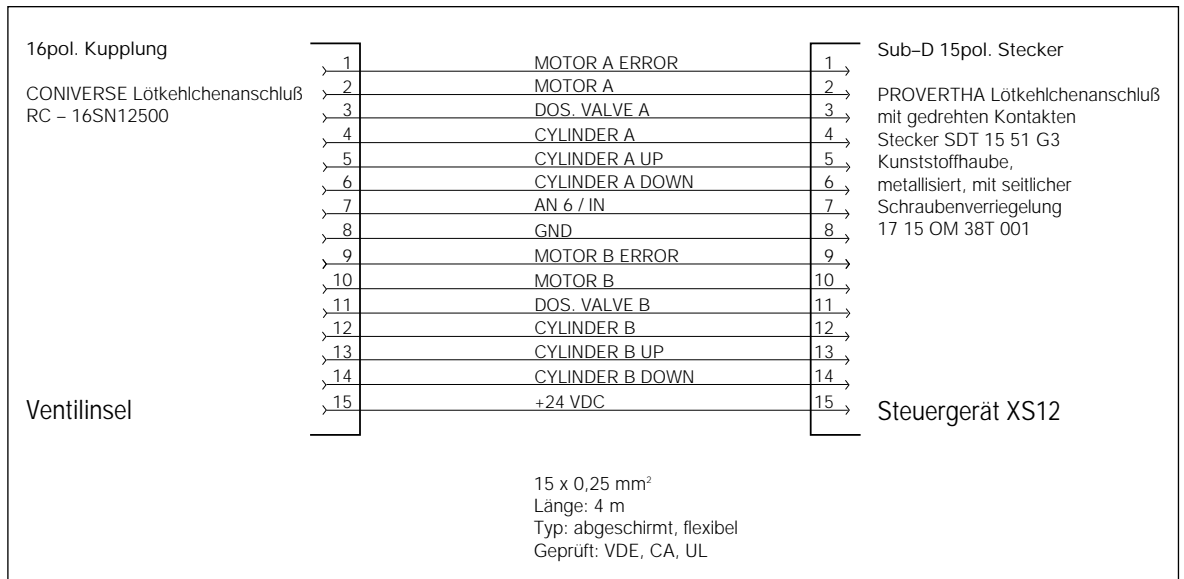 16pol. Kupplung
CONIVERSE Lötkehlchenanschluß
RC – 16SN12500
Ventilinsel
1 MOTOR A ERROR 1
2 MOTOR A 2
3 DOS. VALVE A 3
4 CYLINDER A 4
5 CYLINDER A UP 5
6 CYLINDER A DOWN 6
7 AN 6 / IN 7
8 GND 8
9 MOTOR B ERROR 9
10 MOTOR B 10
11 DOS. VALVE B 11
12 CYLINDER B 12
13 CYLINDER B UP 13
14 CYLINDER B DOWN 14
15 +24 VDC 15
Sub–D 15pol. Stecker
PROVERTHA Lötkehlchenanschluß
mit gedrehten Kontakten
Stecker SDT 15 51 G3
Kunststoffhaube,
metallisiert, mit seitlicher
Schraubenverriegelung
17 15 OM 38T 001
Steuergerät XS12
15 x 0,25 mm²
Länge: 4 m
Typ: abgeschirmt, flexibel
Geprüft: VDE, CA, UL